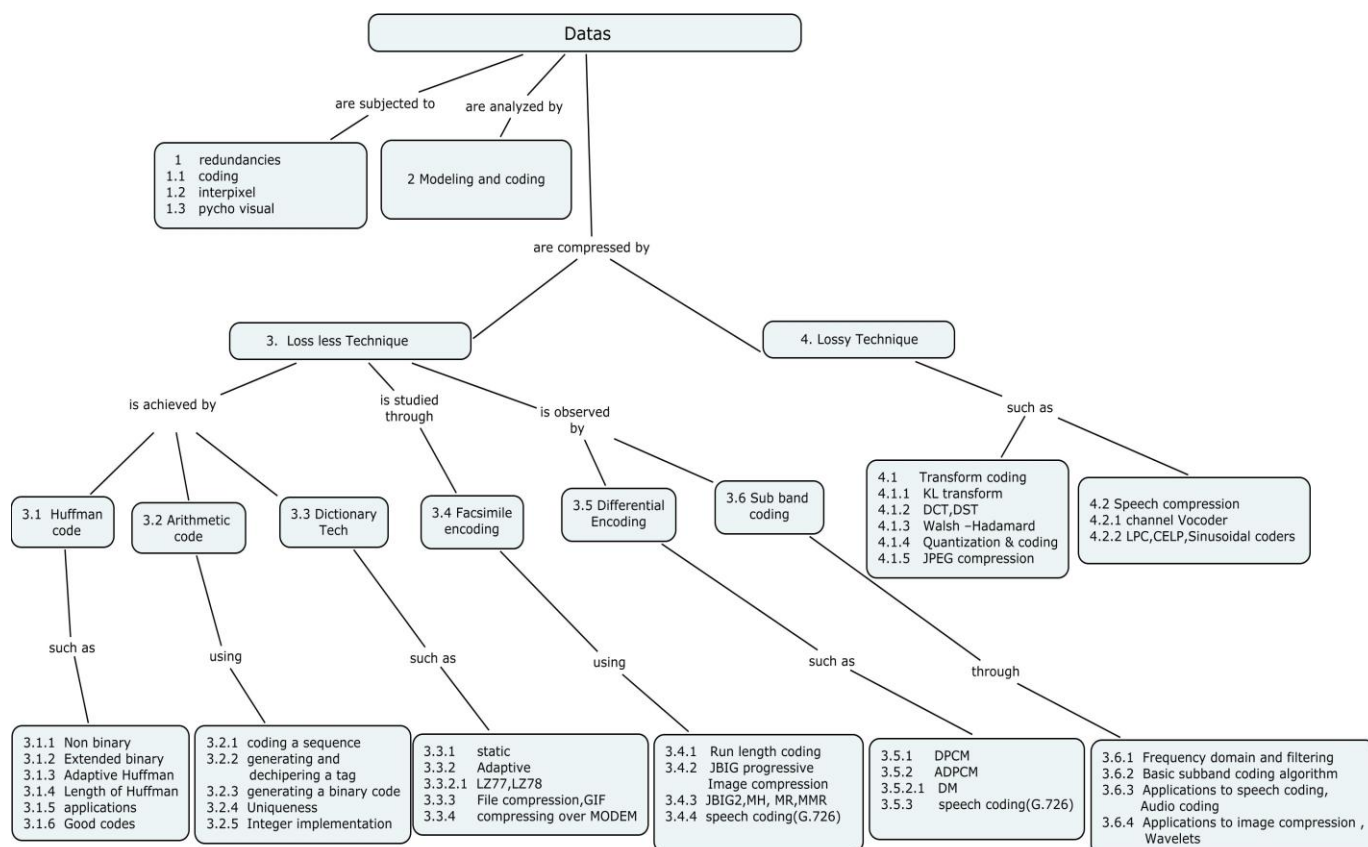 Datas
are subjected to
are analyzed by
1 redundancies
1.1 coding
1.2 interpixel
1.3 pycho visual
2 Modeling and coding
are compressed by
3. Loss less Technique
4. Lossy Technique
is achieved by
is studied
through
is observed
by
such as
3.1 Huffman
code
3.2 Arithmetic
code
3.3 Dictionary
Tech
3.4 Facsimile
encoding
3.5 Differential
Encoding
3.6 Sub band
coding
4.1 Transform coding
4.1.1 KL transform
4.1.2 DCT,DST
4.1.3 Walsh –Hadamard
4.1.4 Quantization & coding
4.1.5 JPEG compression
4.2 Speech compression
4.2.1 channel Vocoder
4.2.2 LPC,CELP,Sinusoidal coders
such as
using
such as
using
such as
through
3.1.1 Non binary
3.1.2 Extended binary
3.1.3 Adaptive Huffman
3.1.4 Length of Huffman
3.1.5 applications
3.1.6 Good codes
3.2.1 coding a sequence
3.2.2 generating and
dechipering a tag
3.2.3 generating a binary code
3.2.4 Uniqueness
3.2.5 Integer implementation
3.3.1 static
3.3.2 Adaptive
3.3.2.1 LZ77,LZ78
3.3.3 File compression,GIF
3.3.4 compressing over MODEM
3.4.1 Run length coding
3.4.2 JBIG progressive
Image compression
3.4.3 JBIG2,MH, MR,MMR
3.4.4 speech coding(G.726)
3.5.1 DPCM
3.5.2 ADPCM
3.5.2.1 DM
3.5.3 speech coding(G.726)
3.6.1 Frequency domain and filtering
3.6.2 Basic subband coding algorithm
3.6.3 Applications to speech coding,
Audio coding
3.6.4 Applications to image compression ,
Wavelets